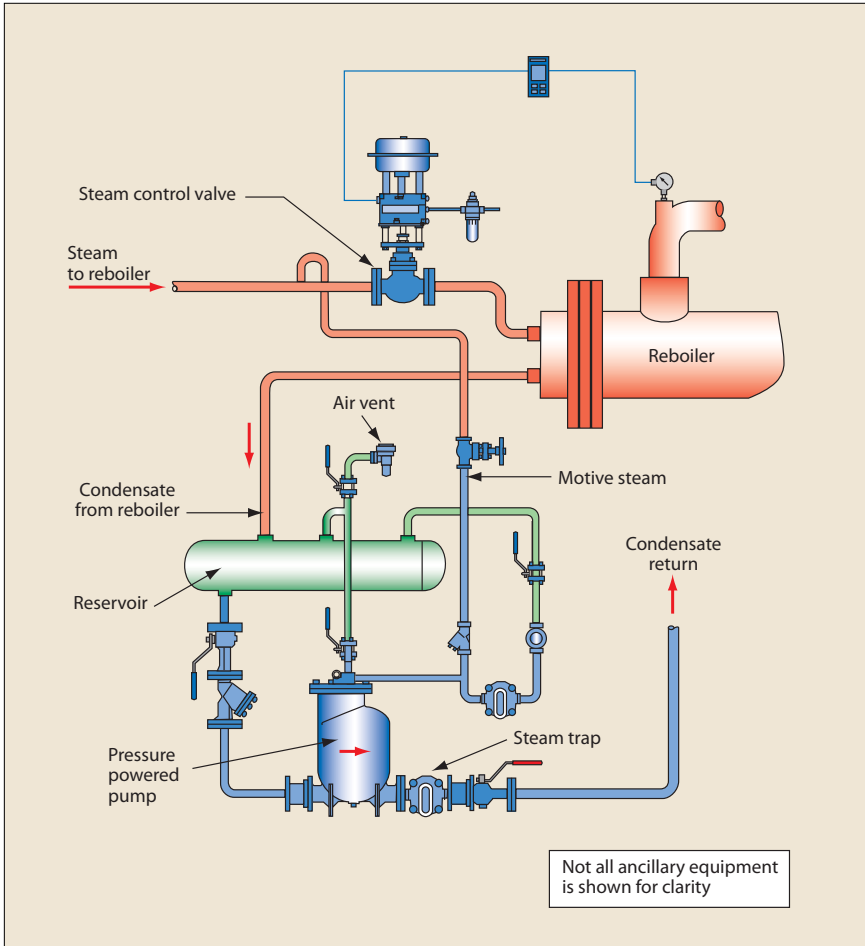 Steam control valve
Steam
to reboiler
Reboiler
Air vent
Motive steam
Condensate
from reboiler
Condensate
return
Reservoir
Steam trap
Pressure
powered
pump
Not all ancillary equipment
is shown for clarity